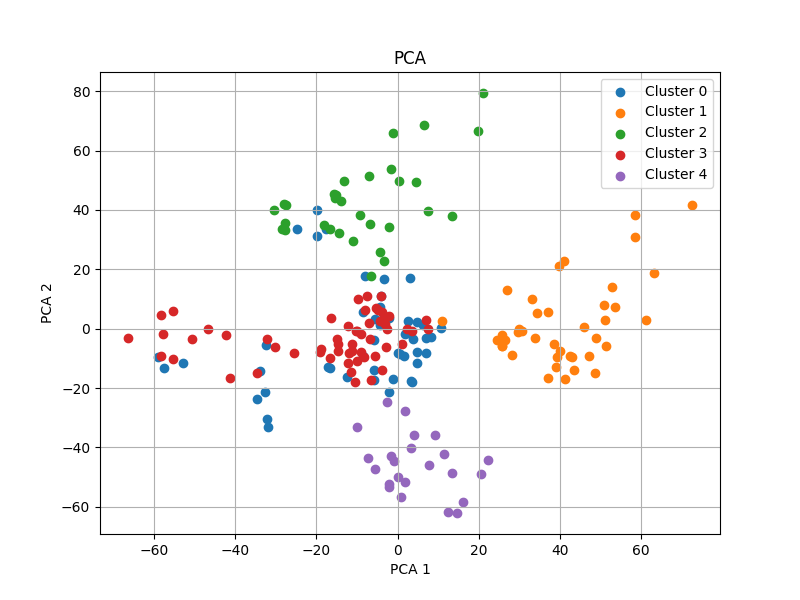 PCA
Cluster 0
Cluster 1
Cluster 2
Cluster 3
Cluster 4
80
60
40
20
0
−20
−40
−60
PCA 2
−60 −40 −20 0 20 40 60
PCA 1